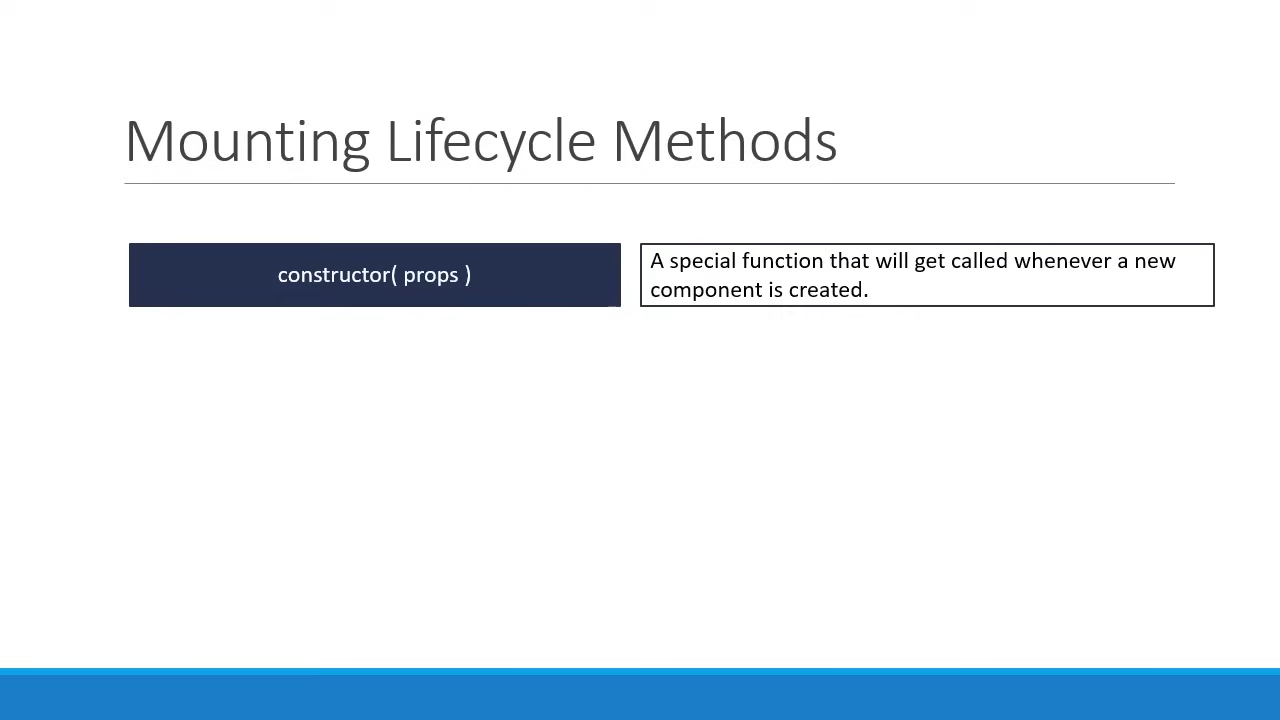 Mounting Lifecycle Methods
constructor( props )
A special function that will get called whenever a new
component is created.